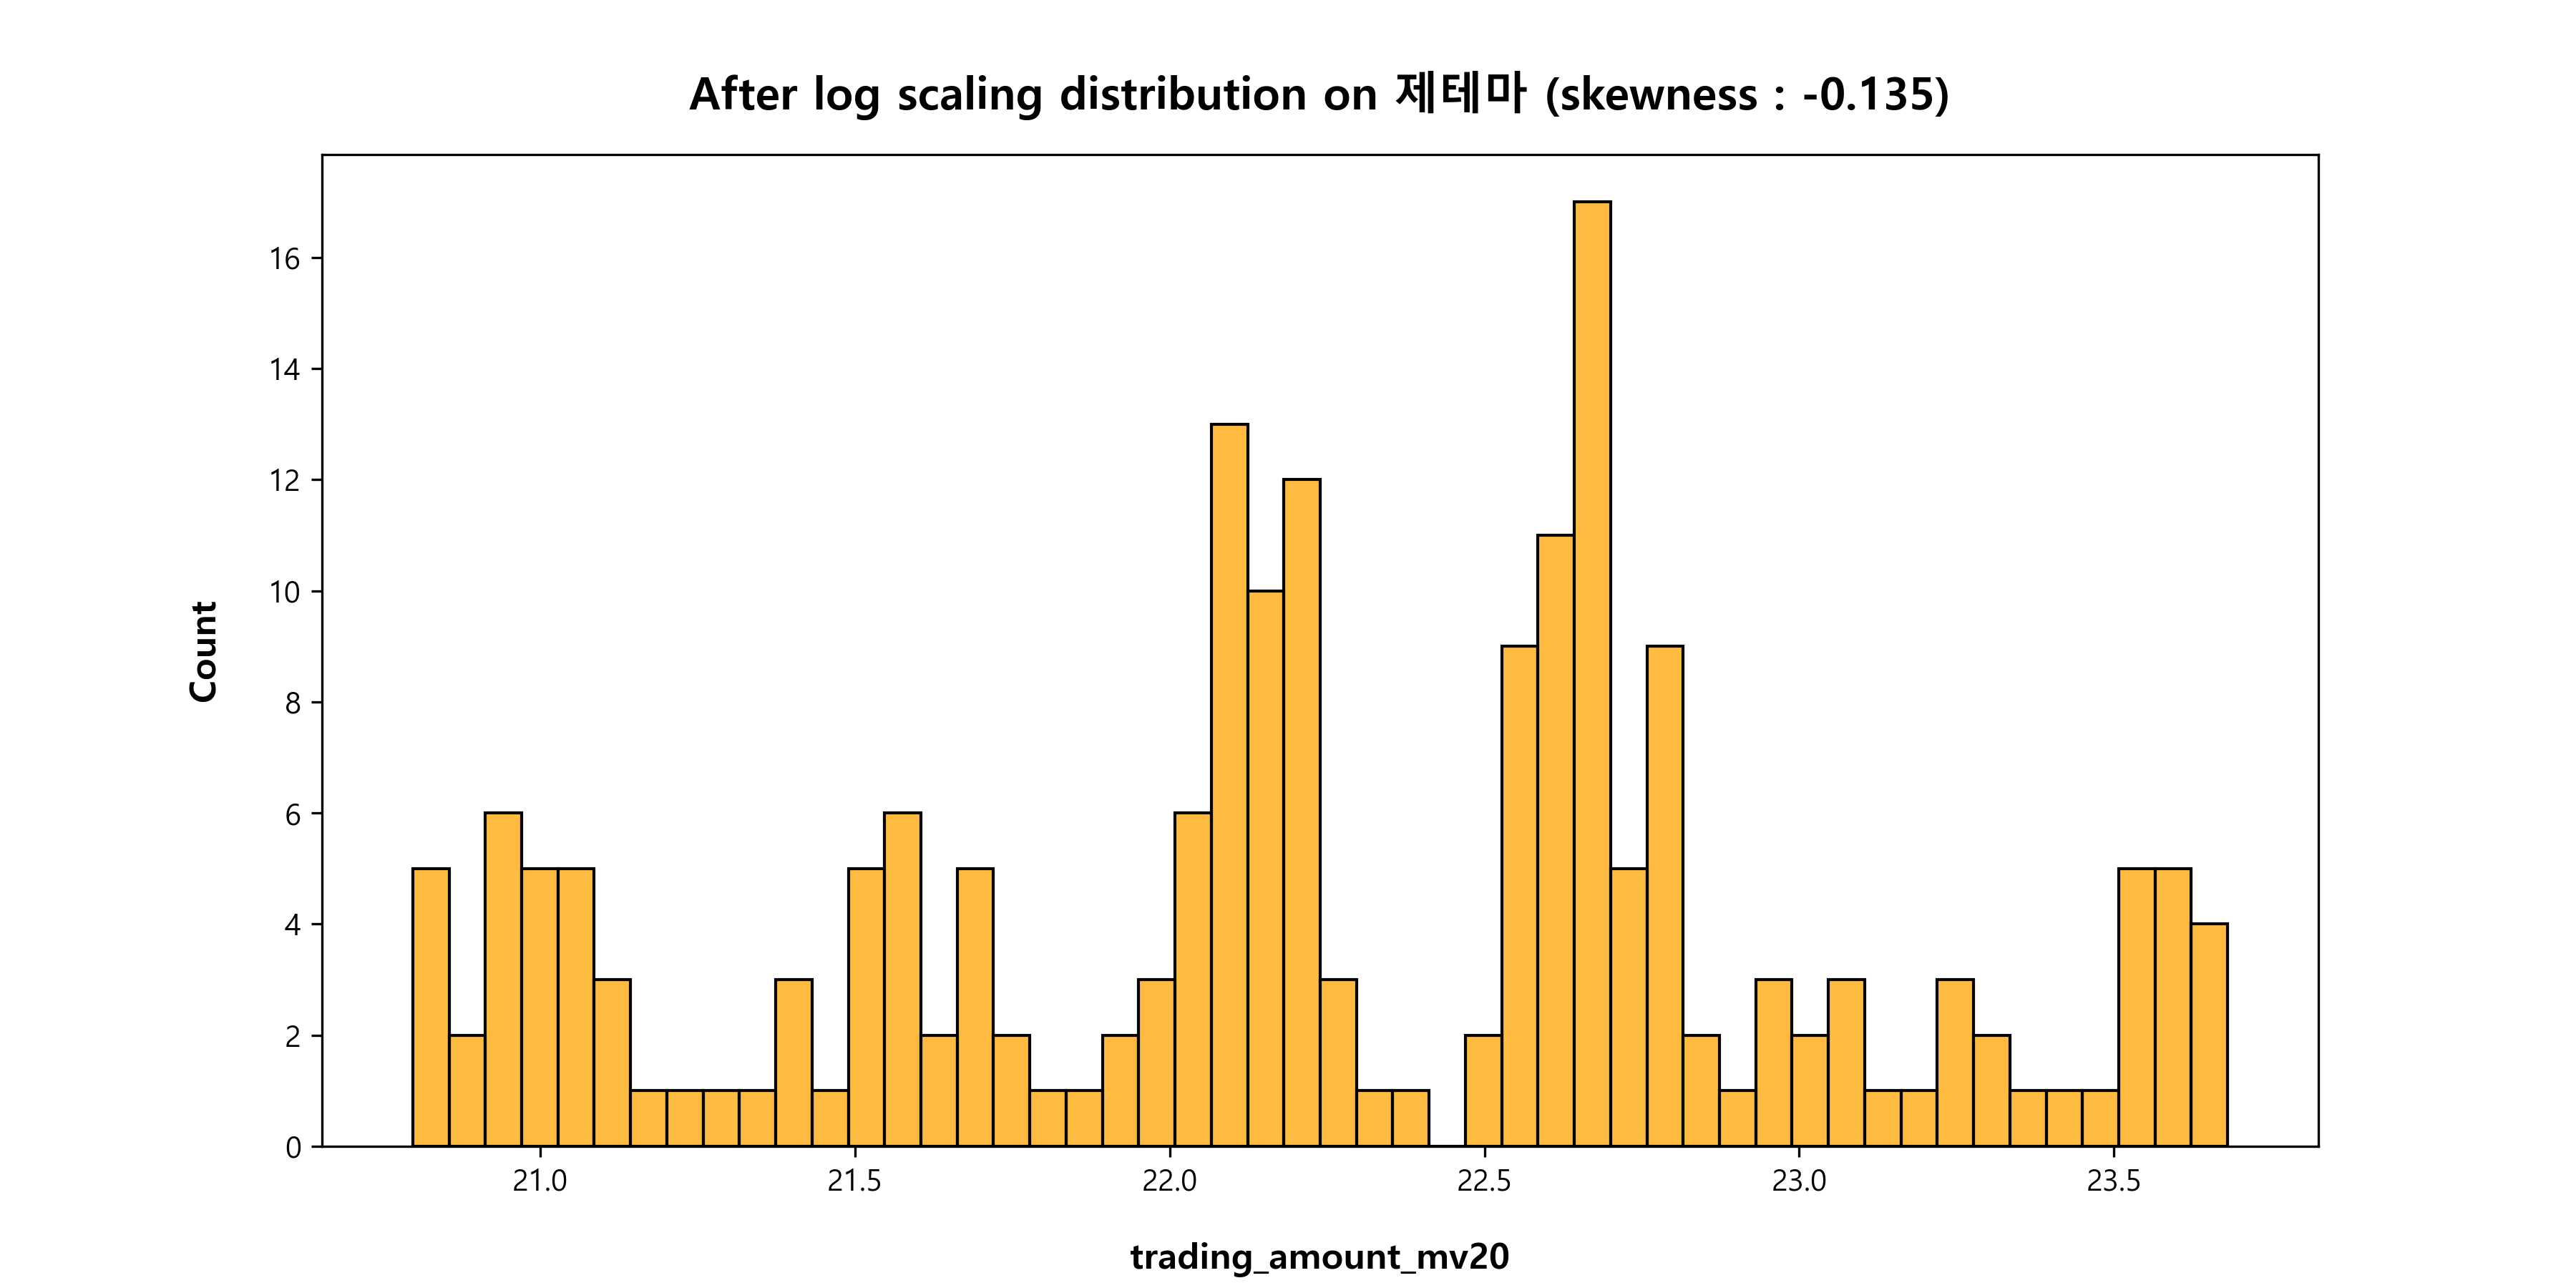 After log scaling distribution on 제테마 (skewness : -0.135)
16
14
12
10
8
6
4
2
0
Count
21.0 21.5 22.0 22.5 23.0 23.5
trading_amount_mv20